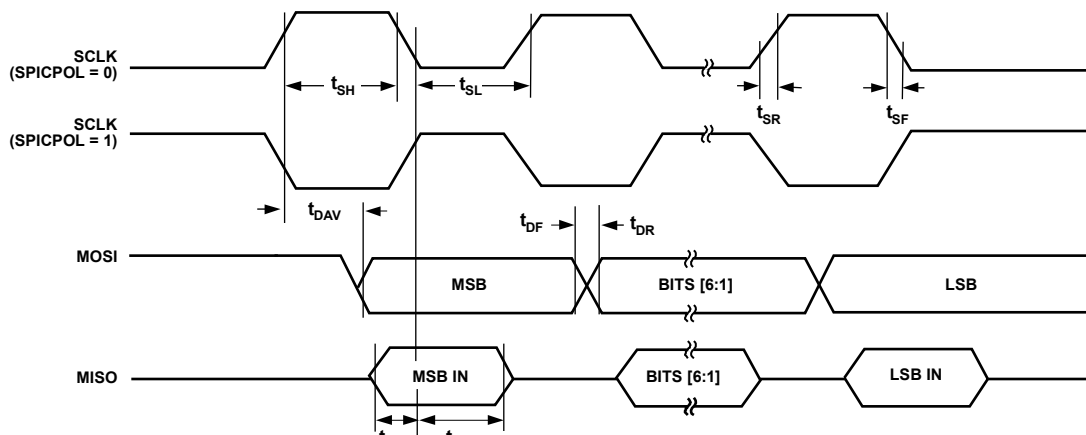 SCLK
(SPICPOL = 0)
tSH
tSL
tSR
tSF
SCLK
(SPICPOL = 1)
tDAV
tDF
tDR
MOSI
MSB
BITS [6:1]
LSB
MISO
MSB IN
BITS [6:1]
LSB IN